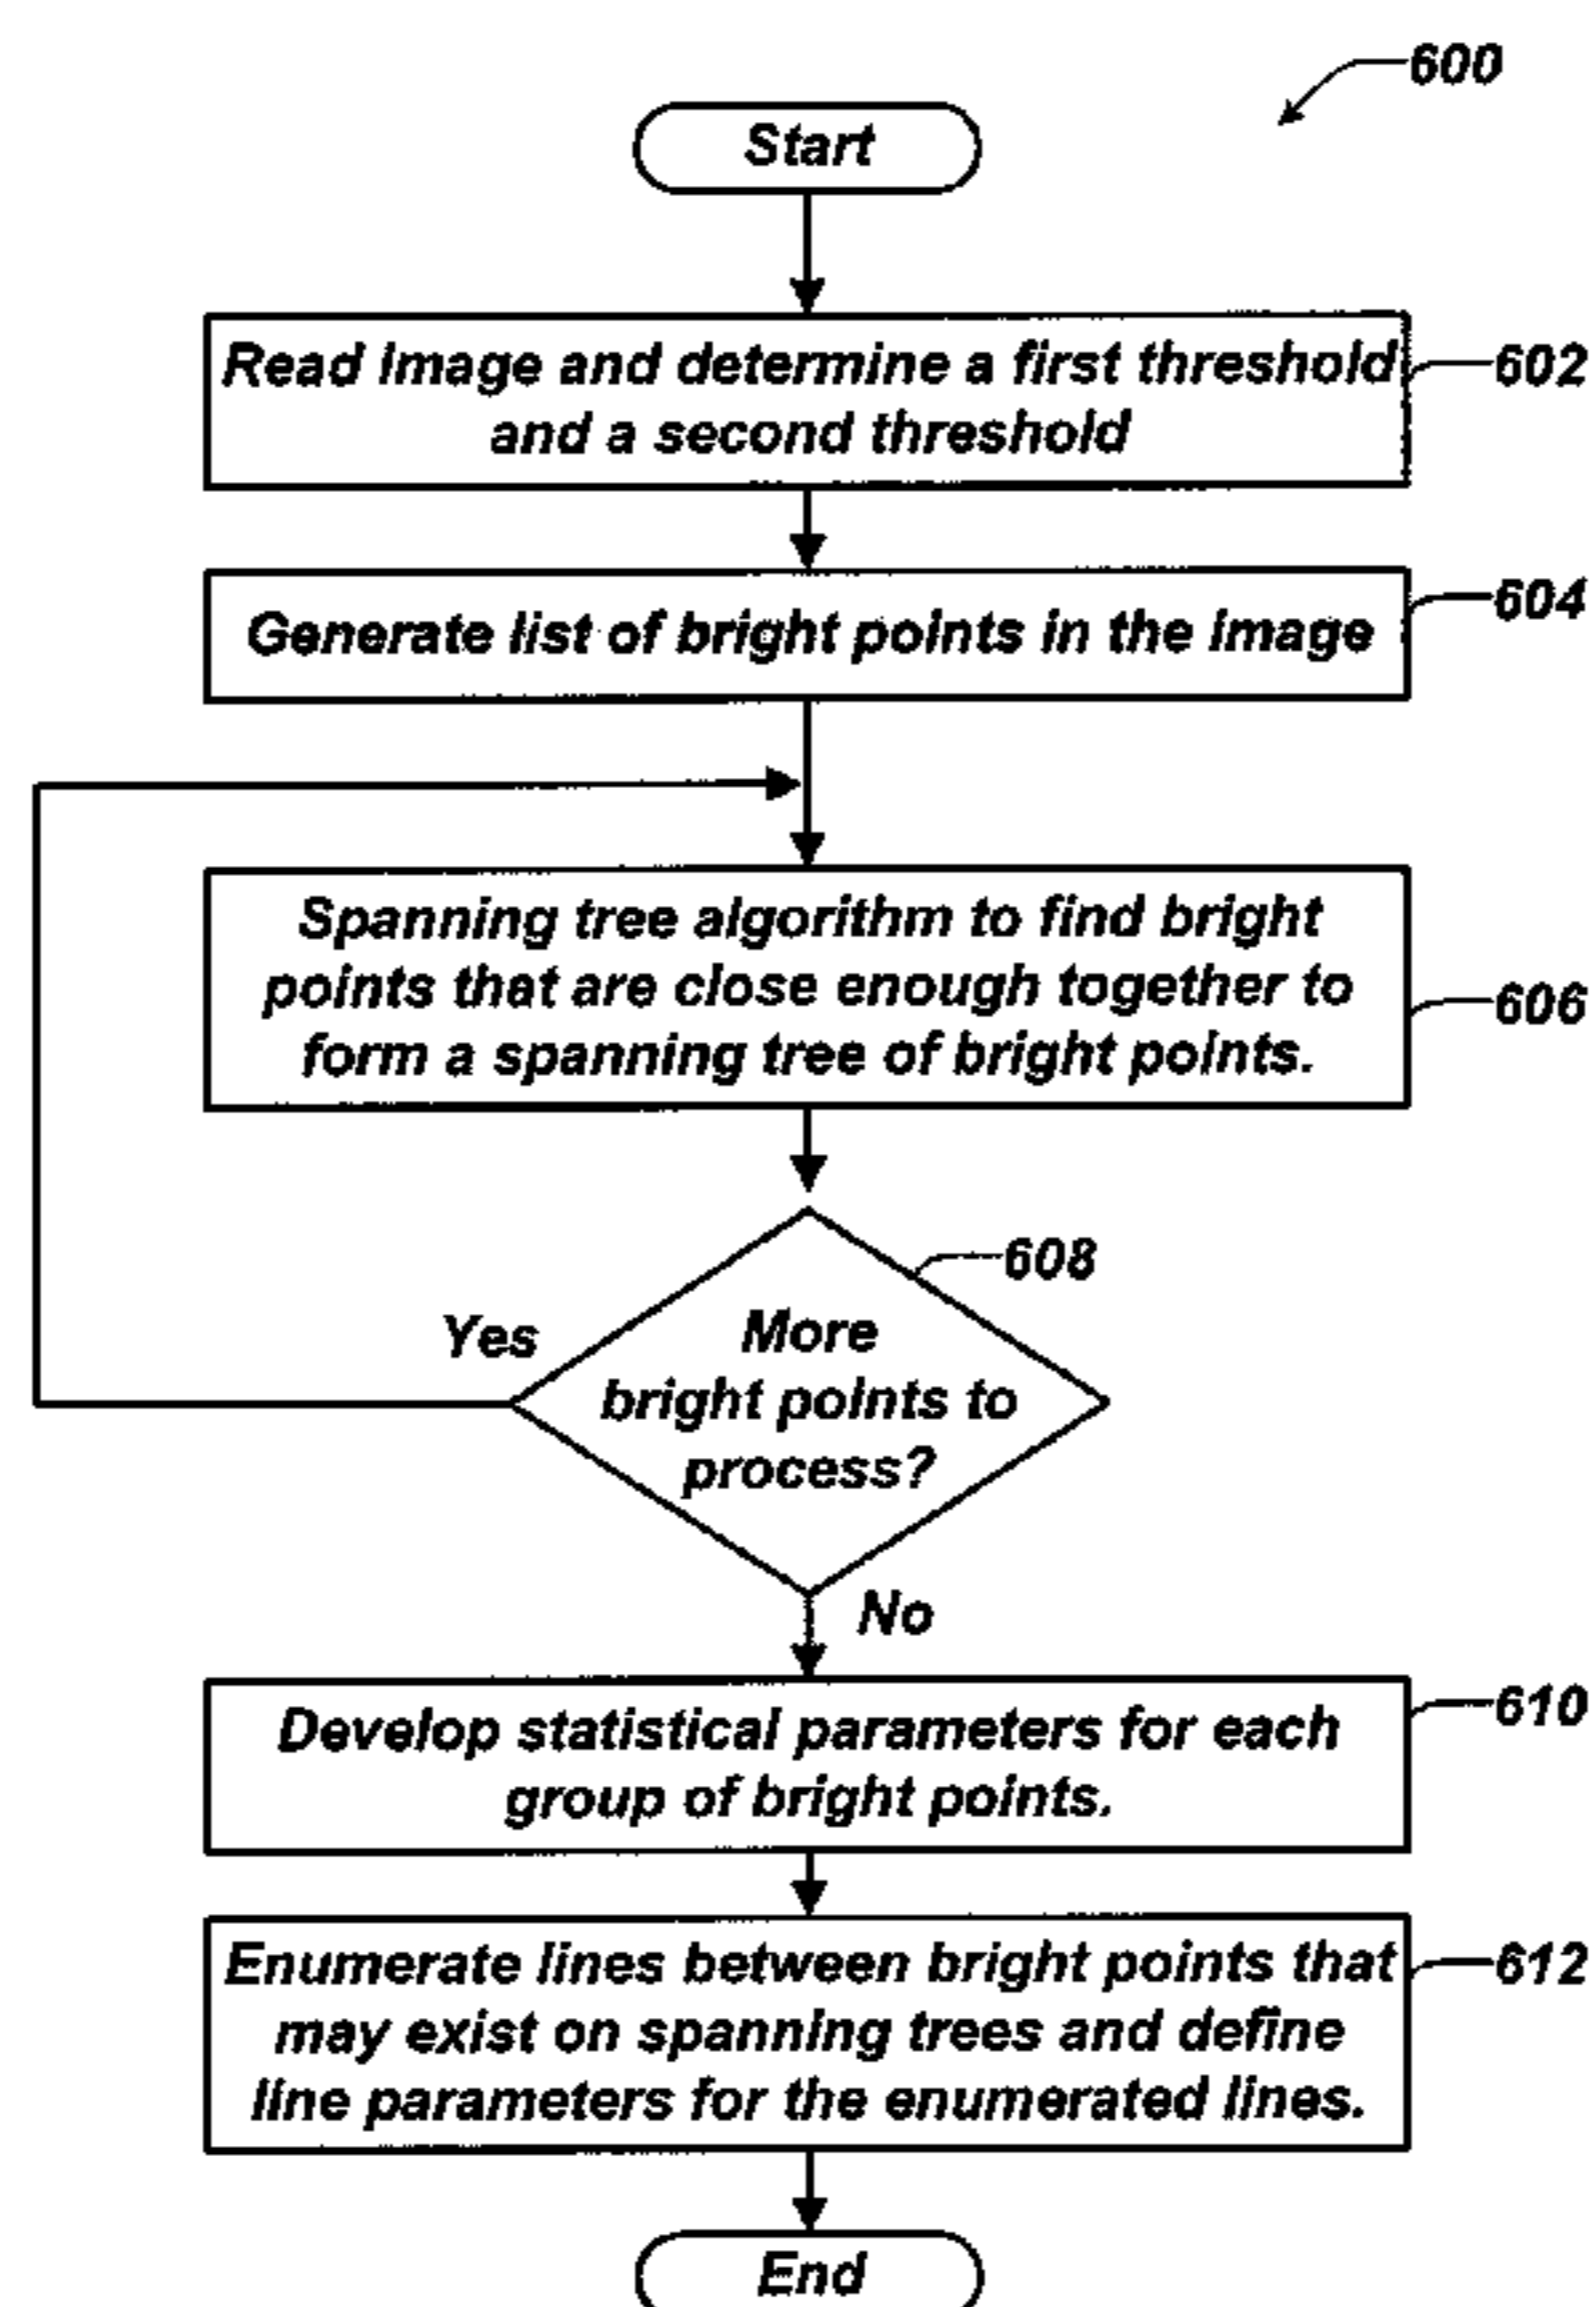 600
Start
Read image and determine a first threshold
and a second threshold
602
Generate list of bright points in the image
604
Spanning tree algorithm to find bright
points that are close enough together to
form a spanning tree of bright points.
606
608
More
bright points to
process?
Yes
No
Develop statistical parameters for each
group of bright points.
610
Enumerate lines between bright points that
may exist on spanning trees and define
line parameters for the enumerated lines.
612
End